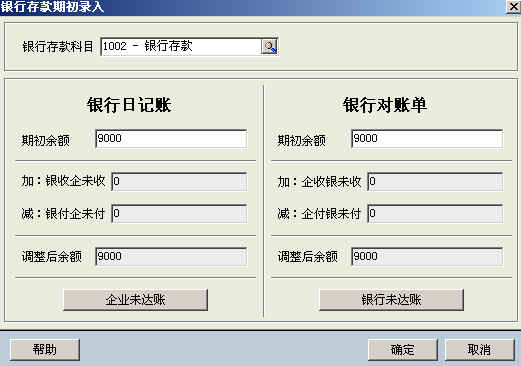 银行存款期初录入
银行存款科目 1002 - 银行存款
银行日记账
期初余额 9000
加：银收企未收 0
减：银付企未付 0
调整后余额 9000
企业未达账
银行对账单
期初余额 9000
加：企收银未收 0
减：企付银未付 0
调整后余额 9000
银行未达账
帮助 确定 取消